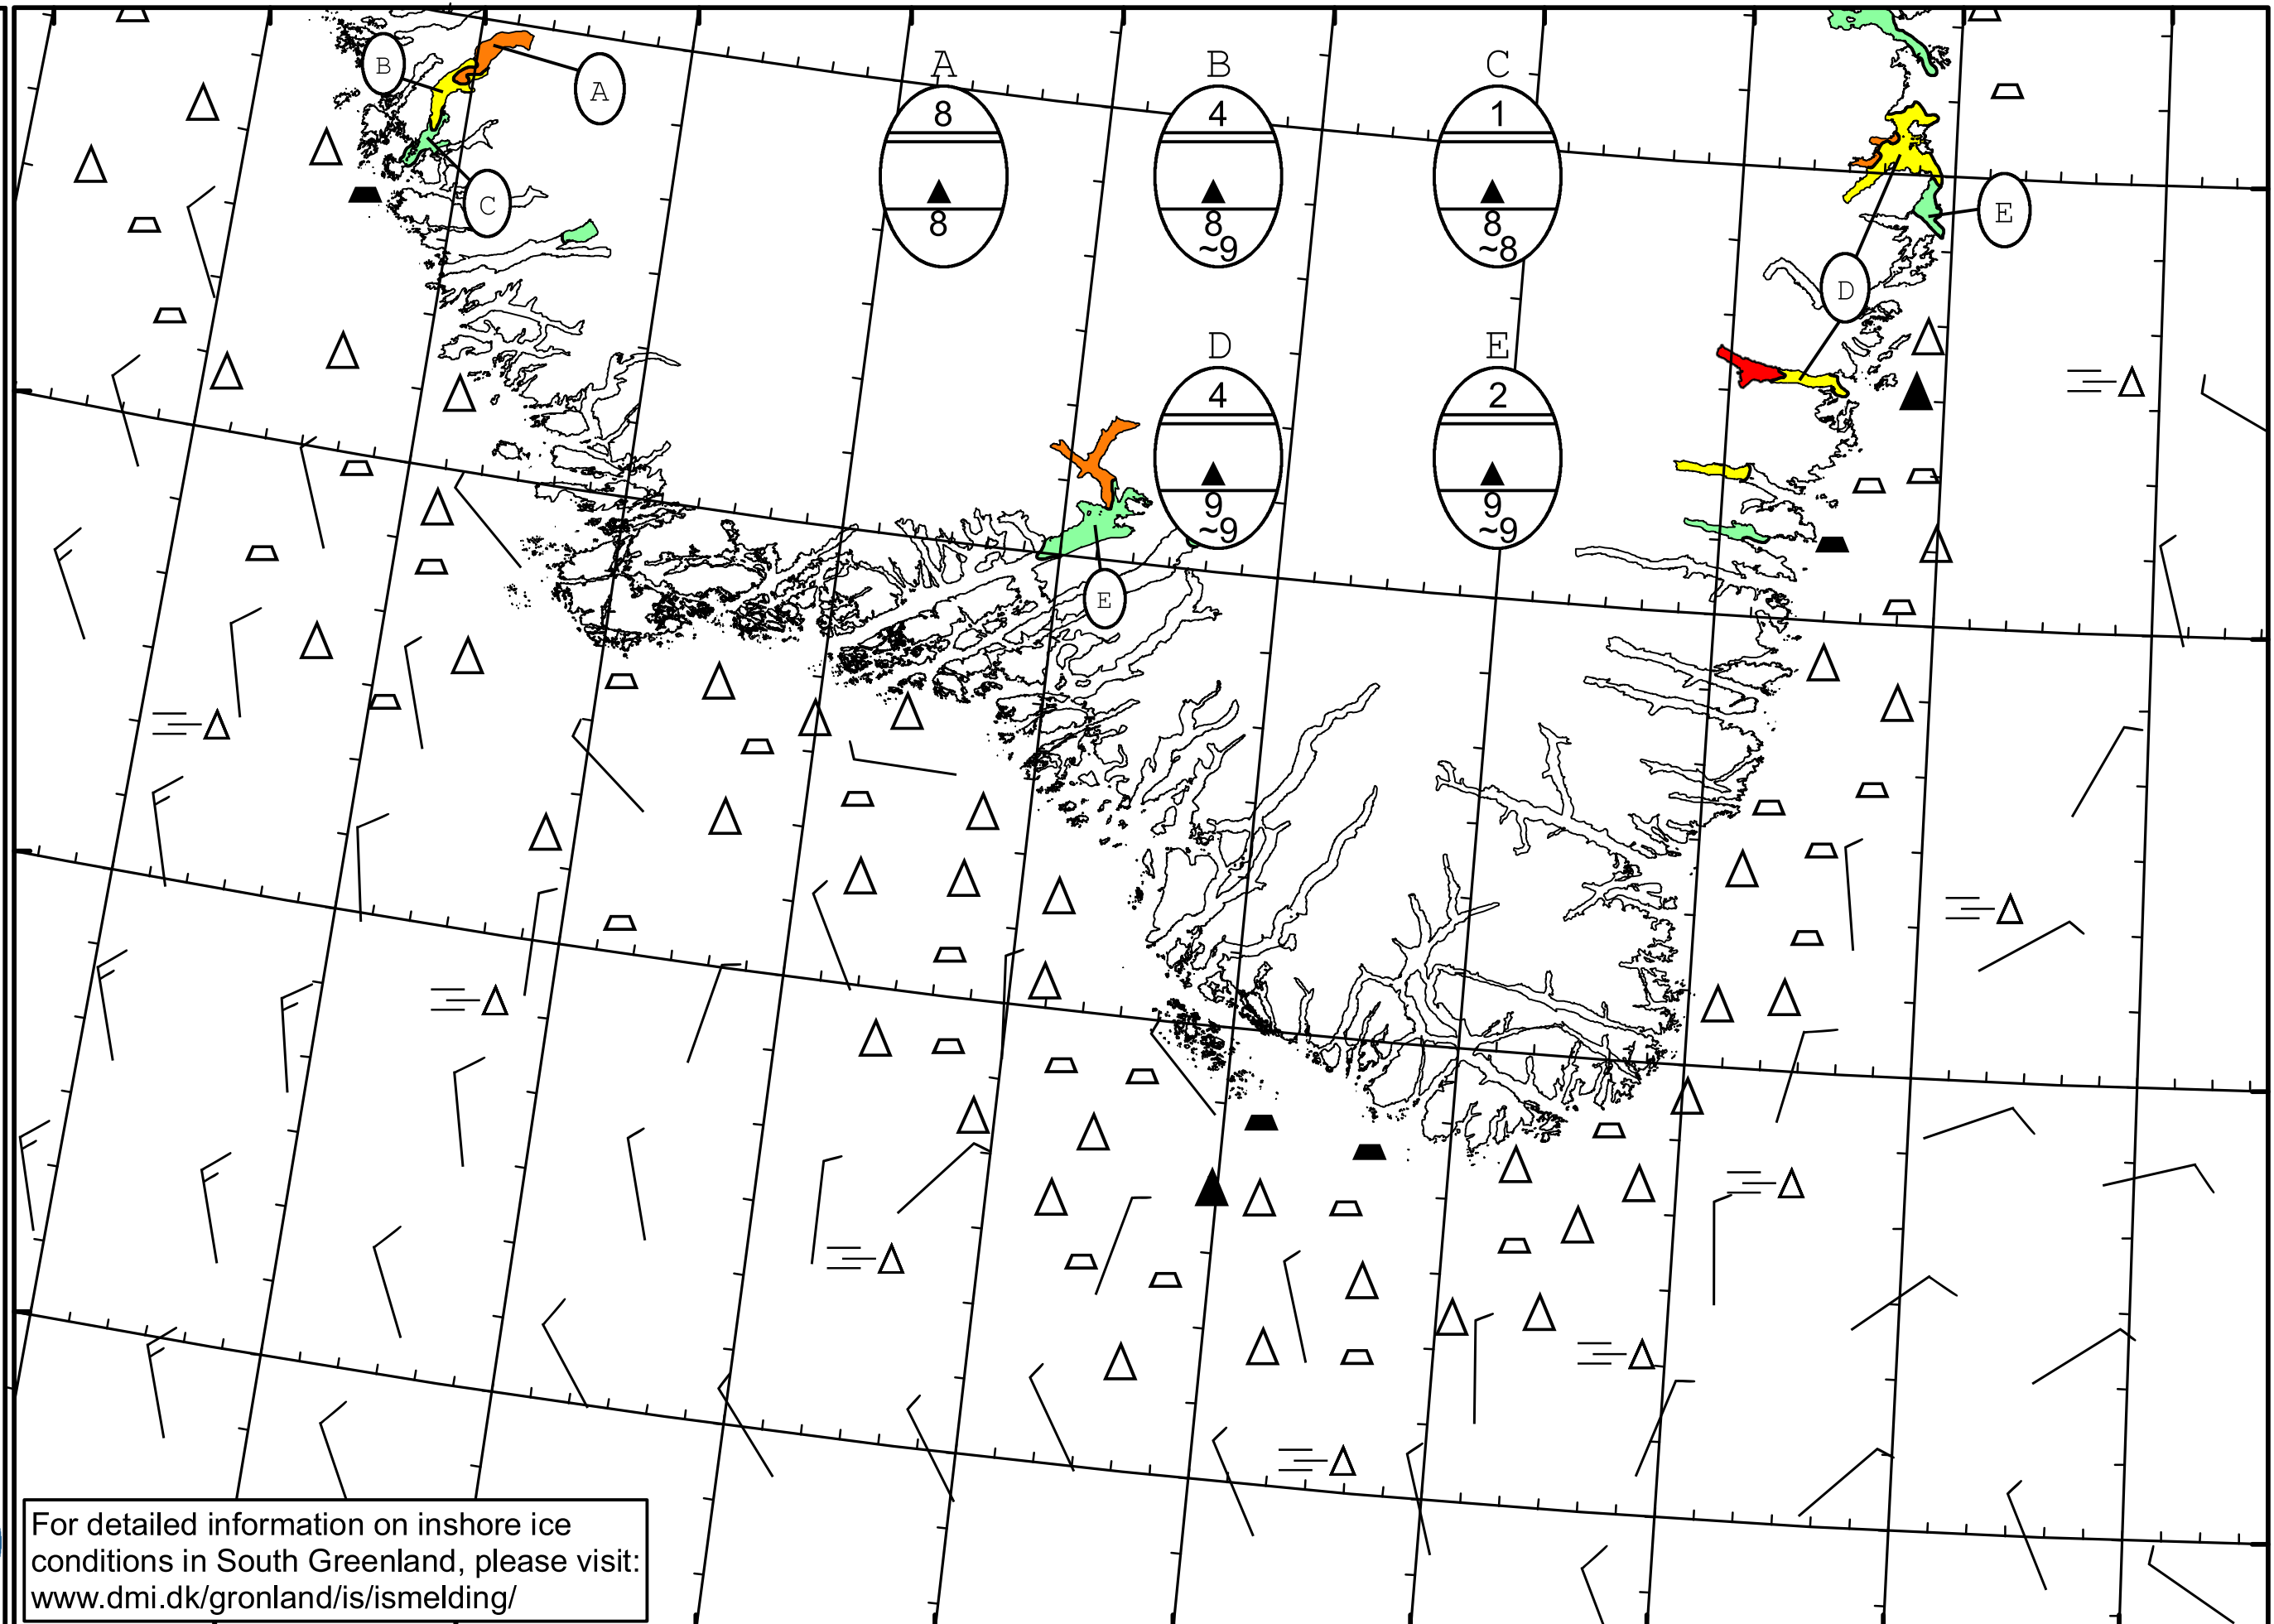 B
A
C
A
8
8
B
4
8
~9
C
1
8
~8
E
D
D
4
9
~9
E
2
9
~9
E
For detailed information on inshore ice
conditions in South Greenland, please visit:
www.dmi.dk/gronland/is/ismelding/